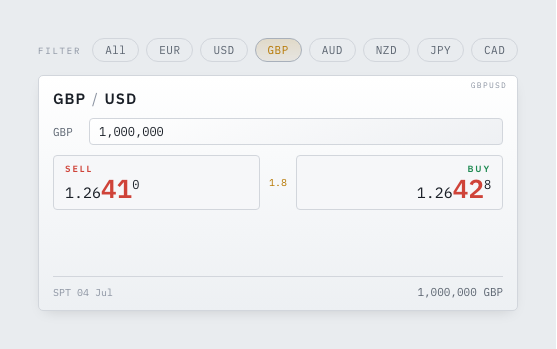 FILTER All EUR USD GBP AUD NZD JPY CAD
GBPUSD
GBP / USD
GBP 1,000,000
SELL BUY
1.26410 1.8 1.26428
SPT 04 Jul 1,000,000 GBP